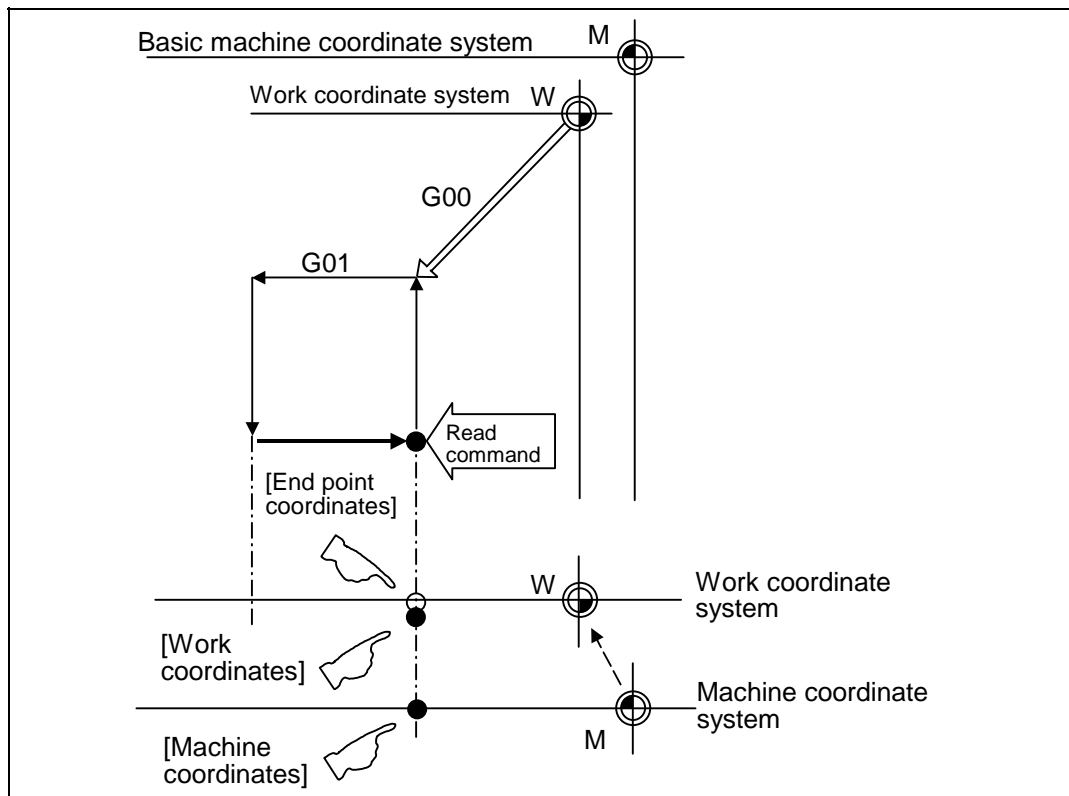 Basic machine coordinate system
M
Work coordinate system
W
G00
G01
Read
command
[End point
coordinates]
W
Work coordinate
system
[Work
coordinates]
Machine coordinate
system
M
[Machine
coordinates]